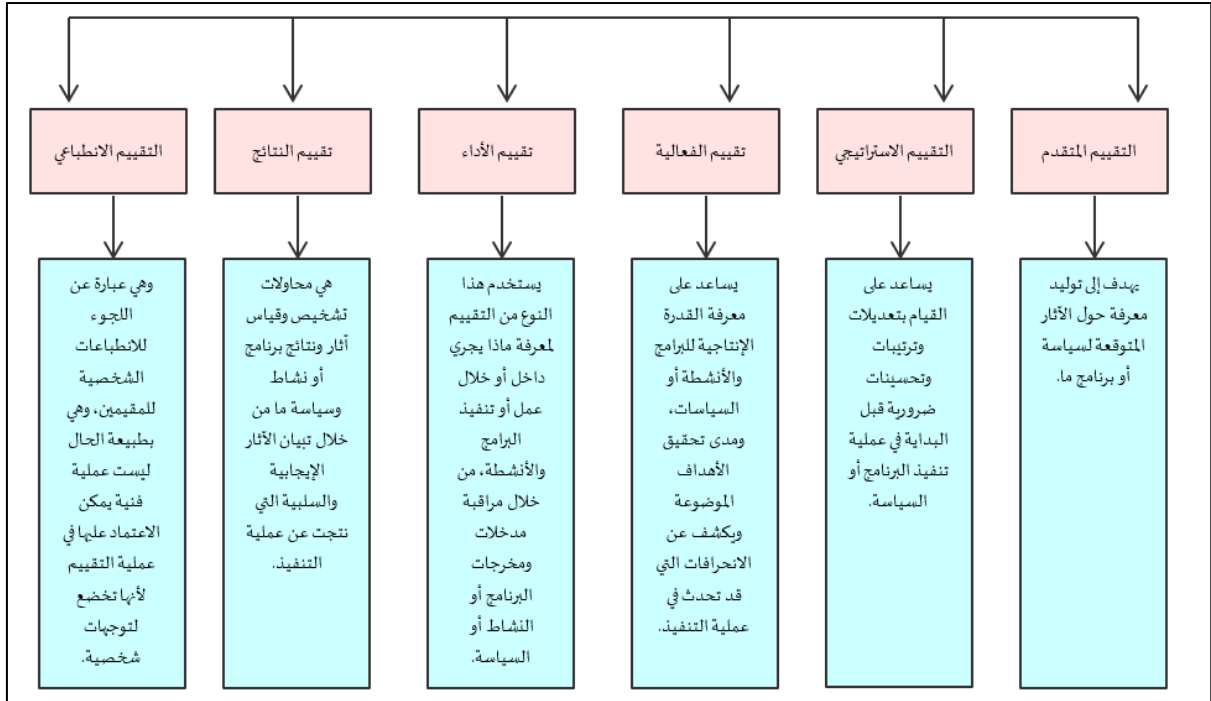 التقييم المتقدم
التقييم الاستراتيجي
تقييم الفعالية
تقييم الأداء
تقييم النتائج
التقييم الانطباعي
يهدف إلى توليد
معرفة حول الآثار
المتوقعة لسياسة
أو برنامج ما.
يساعد على
القيام بتعديلات
وترتيبات
وتحسينات
ضرورية قبل
البداية في عملية
تنفيذ البرنامج أو
السياسة.
يساعد على
معرفة القدرة
الإنتاجية للبرامج
والأنشطة أو
السياسات،
ومدى تحقيق
الأهداف
الموضوعة
ويكشف عن
الانحرافات التي
قد تحدث في
عملية التنفيذ.
يستخدم هذا
النوع من التقييم
لمعرفة ماذا يجري
داخل أو خلال
عمل أو تنفيذ
البرامج
والأنشطة، من
خلال مراقبة
مدخلات
ومخرجات
البرنامج أو
النشاط أو
السياسة.
هي محاولات
تشخيص وقياس
أثار ونتائج برنامج
أو نشاط
وسياسة ما من
خلال تبيان الآثار
الإيجابية
والسلبية التي
نتجت عن عملية
التنفيذ.
وهي عبارة عن
اللجوء
للانطباعات
الشخصية
للمقيمين، وهي
بطبيعة الحال
ليست عملية
فنية يمكن
الاعتماد عليها في
عملية التقييم
لأنها تخضع
لتوجهات
شخصية.